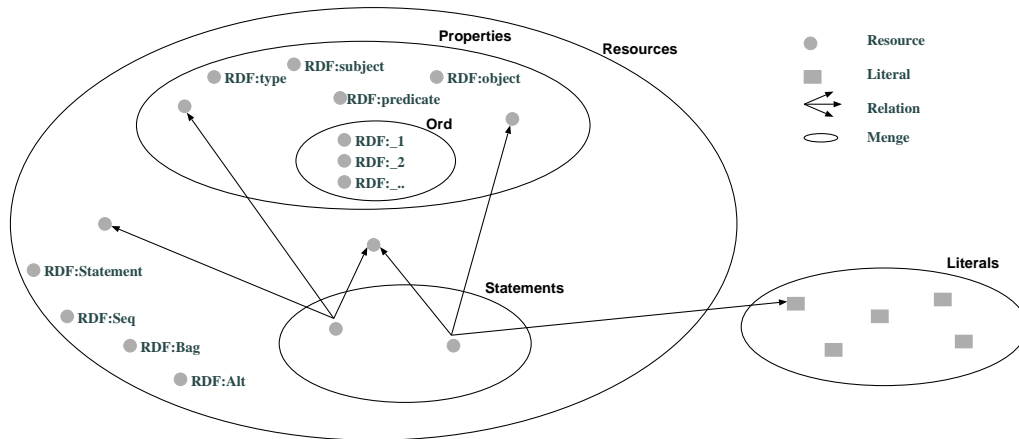 Properties
Resources
RDF:subject
RDF:type
RDF:object
RDF:predicate
Ord
RDF:_1
RDF:_2
RDF:_..
RDF:Statement
RDF:Seq
RDF:Bag
RDF:Alt
Statements
Literals
Resource
Literal
Relation
Menge